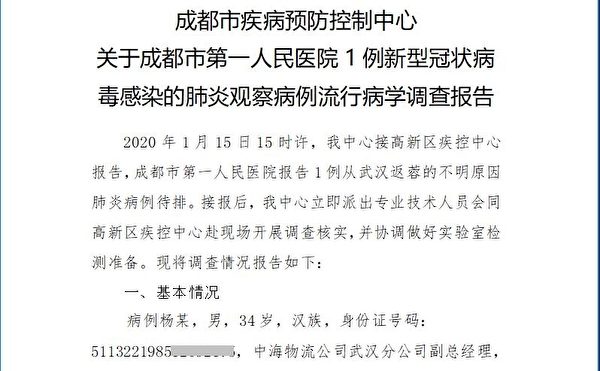 成都市疾病预防控制中心
关于成都市第一人民医院 1 例新型冠状病
毒感染的肺炎观察病例流行病学调查报告
2020 年 1 月 15 日 15 时许，我中心接高新区疾控中心
报告，成都市第一人民医院报告 1 例从武汉返蓉的不明原因
肺炎病例待排。接报后，我中心立即派出专业技术人员会同
高新区疾控中心赴现场开展调查核实，并协调做好实验室检
测准备。现将调查情况报告如下：
一、基本情况
病例杨某，男，34 岁，汉族，身份证号码：
511322198，中海物流公司武汉分公司副总经理，